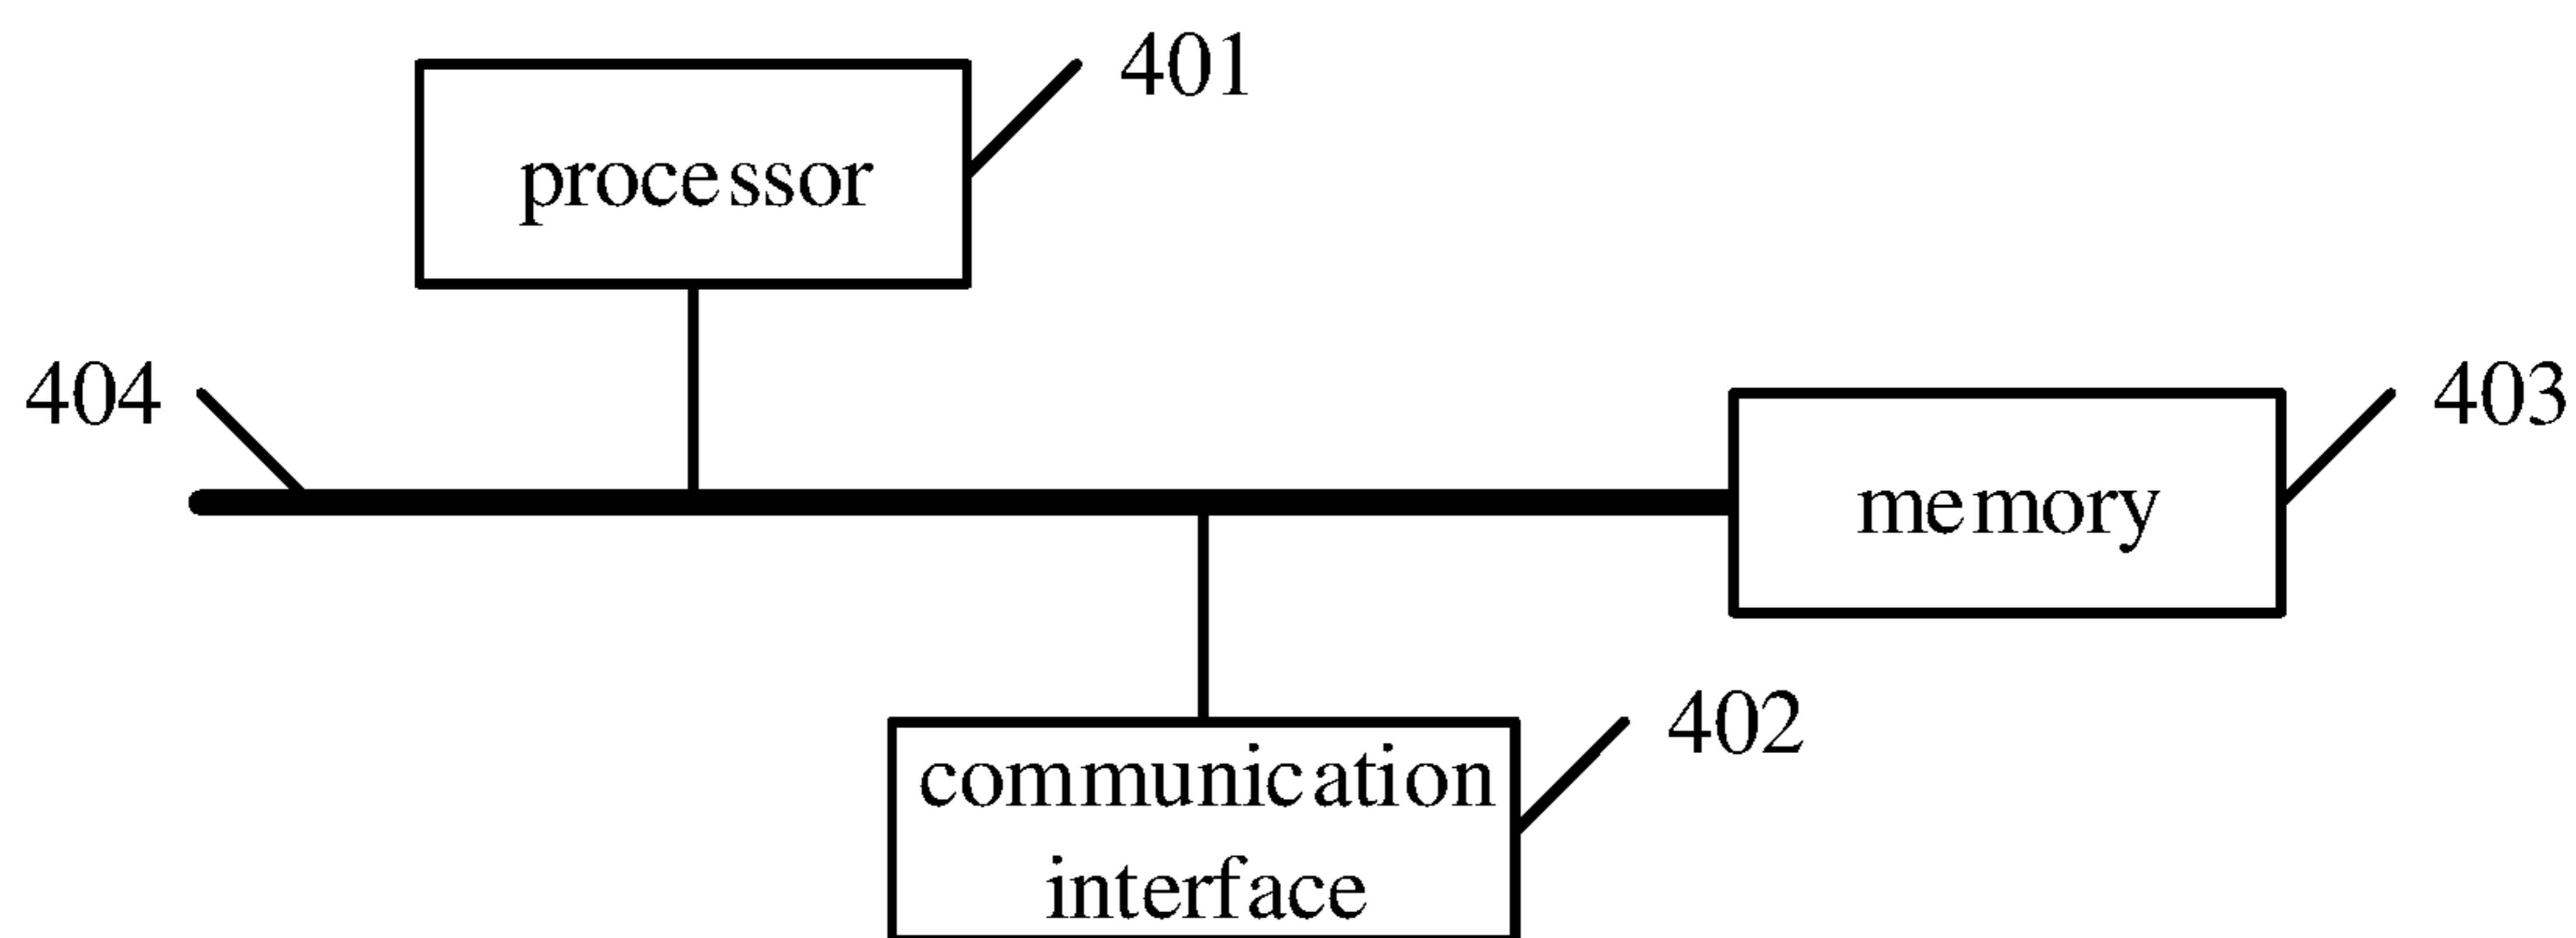 401
processor
404
403
memory
402
communication
interface